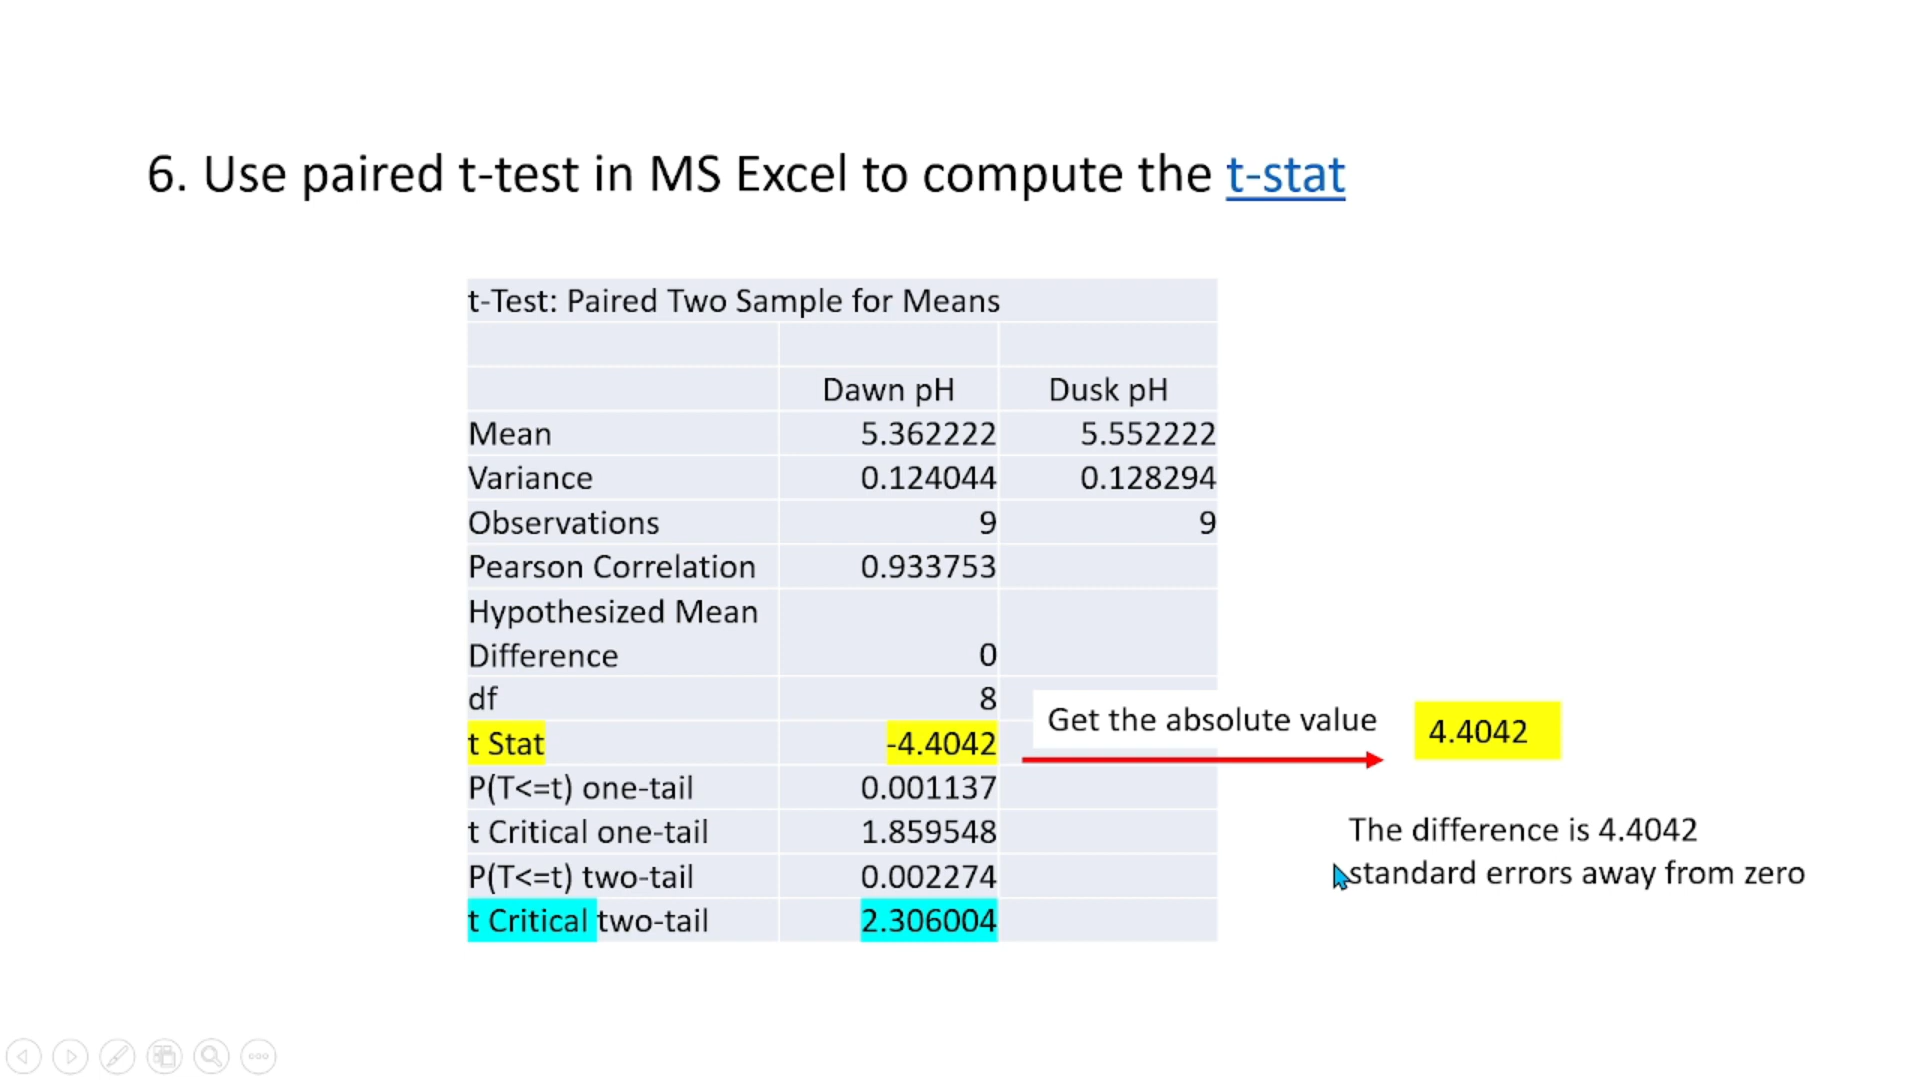 6. Use paired t-test in MS Excel to compute the t-stat
t-Test: Paired Two Sample for Means
Dawn pH Dusk pH
Mean 5.362222 5.552222
Variance 0.124044 0.128294
Observations 9 9
Pearson Correlation 0.933753
Hypothesized Mean
Difference 0
df 8
t Stat -4.4042
Get the absolute value 4.4042
P(T<=t) one-tail 0.001137
t Critical one-tail 1.859548
P(T<=t) two-tail 0.002274
t Critical two-tail 2.306004
The difference is 4.4042
standard errors away from zero